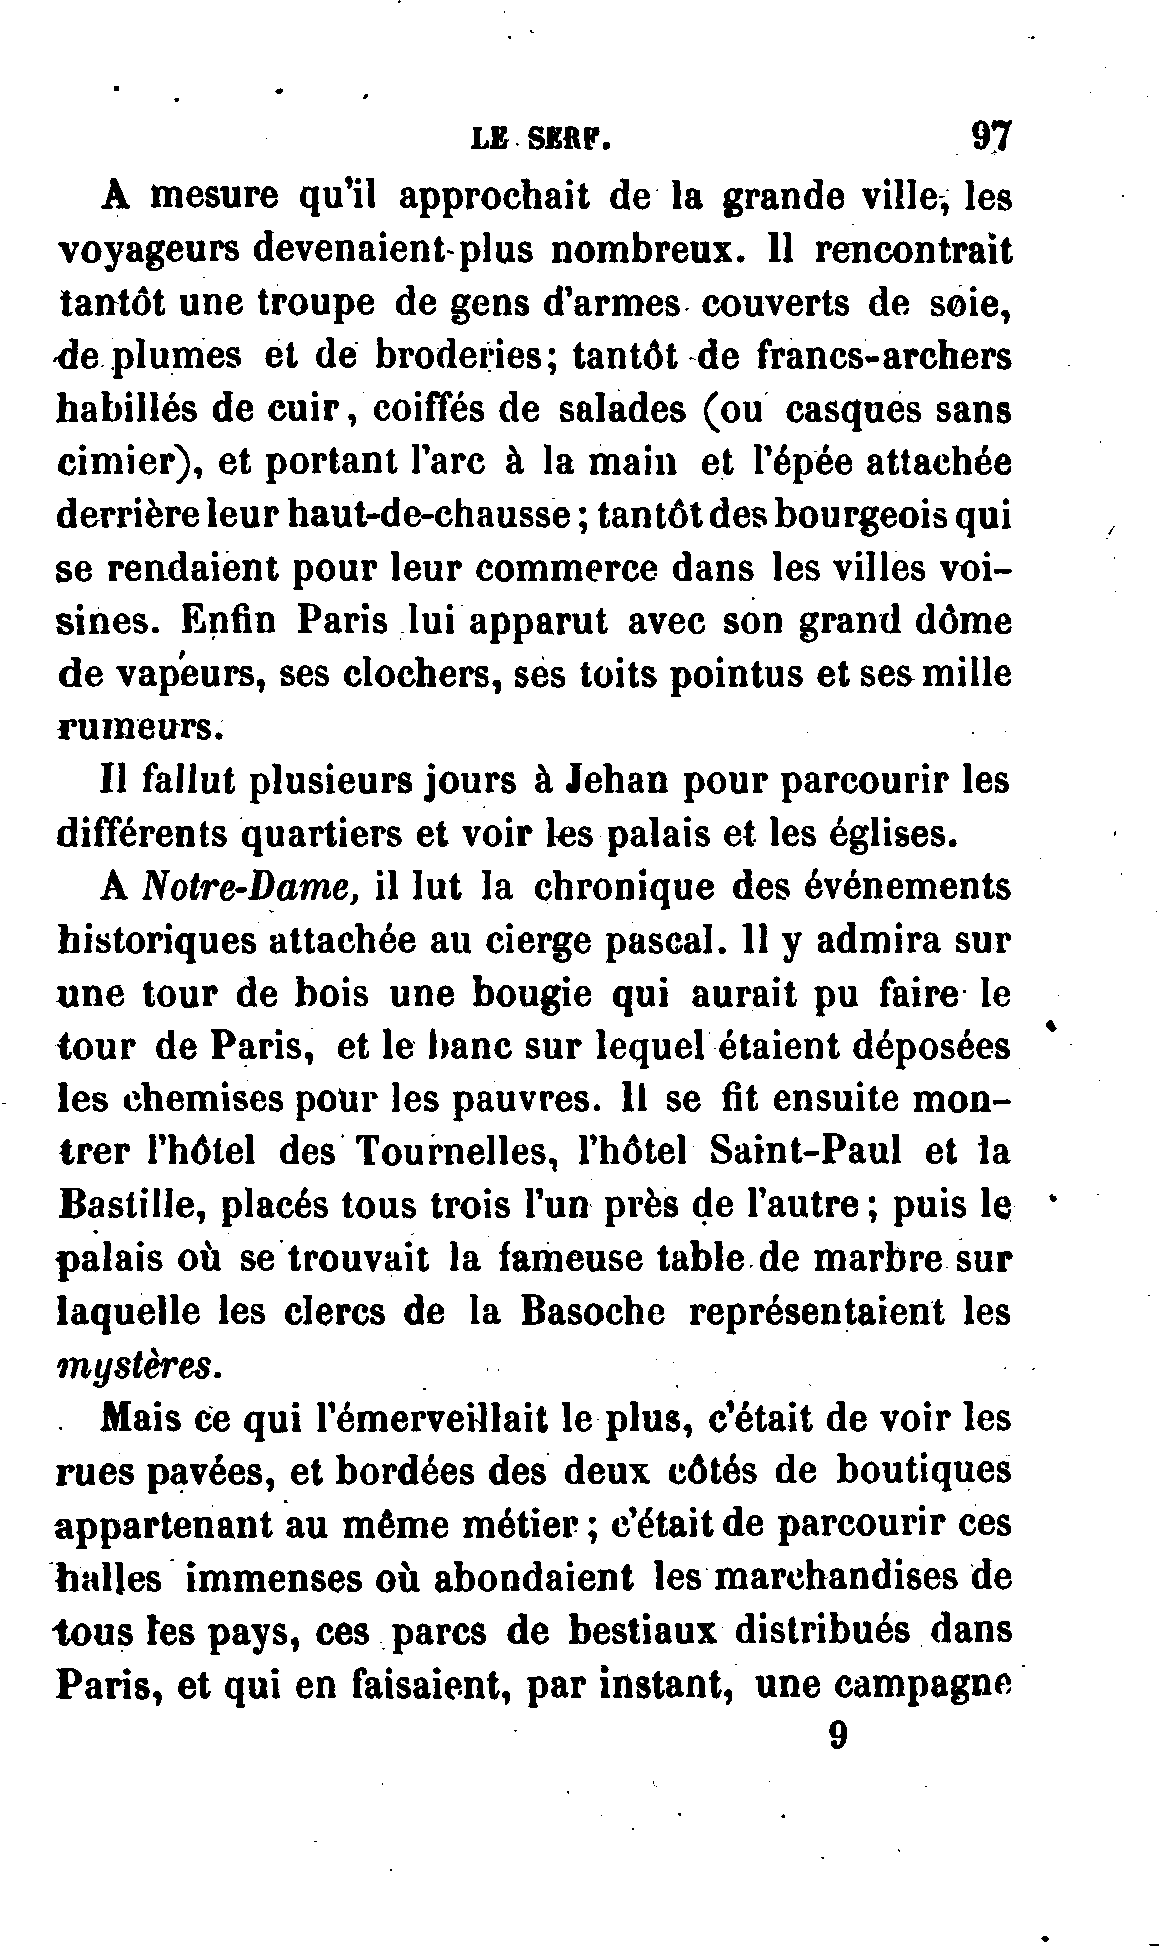 LE SERF. 97
A mesure qu'il approchait de la grande ville, les
voyageurs devenaient plus nombreux. Il rencontrait
tantôt une troupe de gens d'armes couverts de soie,
de plumes et de broderies; tantôt de francs-archers
habillés de cuir, coiffés de salades (ou casques sans
cimier), et portant l'arc à la main et l'épée attachée
derrière leur haut-de-chausse; tantôt des bourgeois qui
se rendaient pour leur commerce dans les villes voi-
sines. Enfin Paris lui apparut avec son grand dôme
de vapeurs, ses clochers, ses toits pointus et ses mille
rumeurs.
Il fallut plusieurs jours à Jehan pour parcourir les
différents quartiers et voir les palais et les églises.
A Notre-Dame, il lut la chronique des événements
historiques attachée au cierge pascal. Il y admira sur
une tour de bois une bougie qui aurait pu faire le
tour de Paris, et le banc sur lequel étaient déposées
les chemises pour les pauvres. Il se fit ensuite mon-
trer l'hôtel des Tournelles, l'hôtel Saint-Paul et la
Bastille, placés tous trois l'un près de l'autre; puis le
palais où se trouvait la fameuse table de marbre sur
laquelle les clercs de la Basoche représentaient les
mystères.
Mais ce qui l'émerveillait le plus, c'était de voir les
rues pavées, et bordées des deux côtés de boutiques
appartenant au même métier; c'était de parcourir ces
halles immenses où abondaient les marchandises de
tous les pays, ces parcs de bestiaux distribués dans
Paris, et qui en faisaient, par instant, une campagne
9